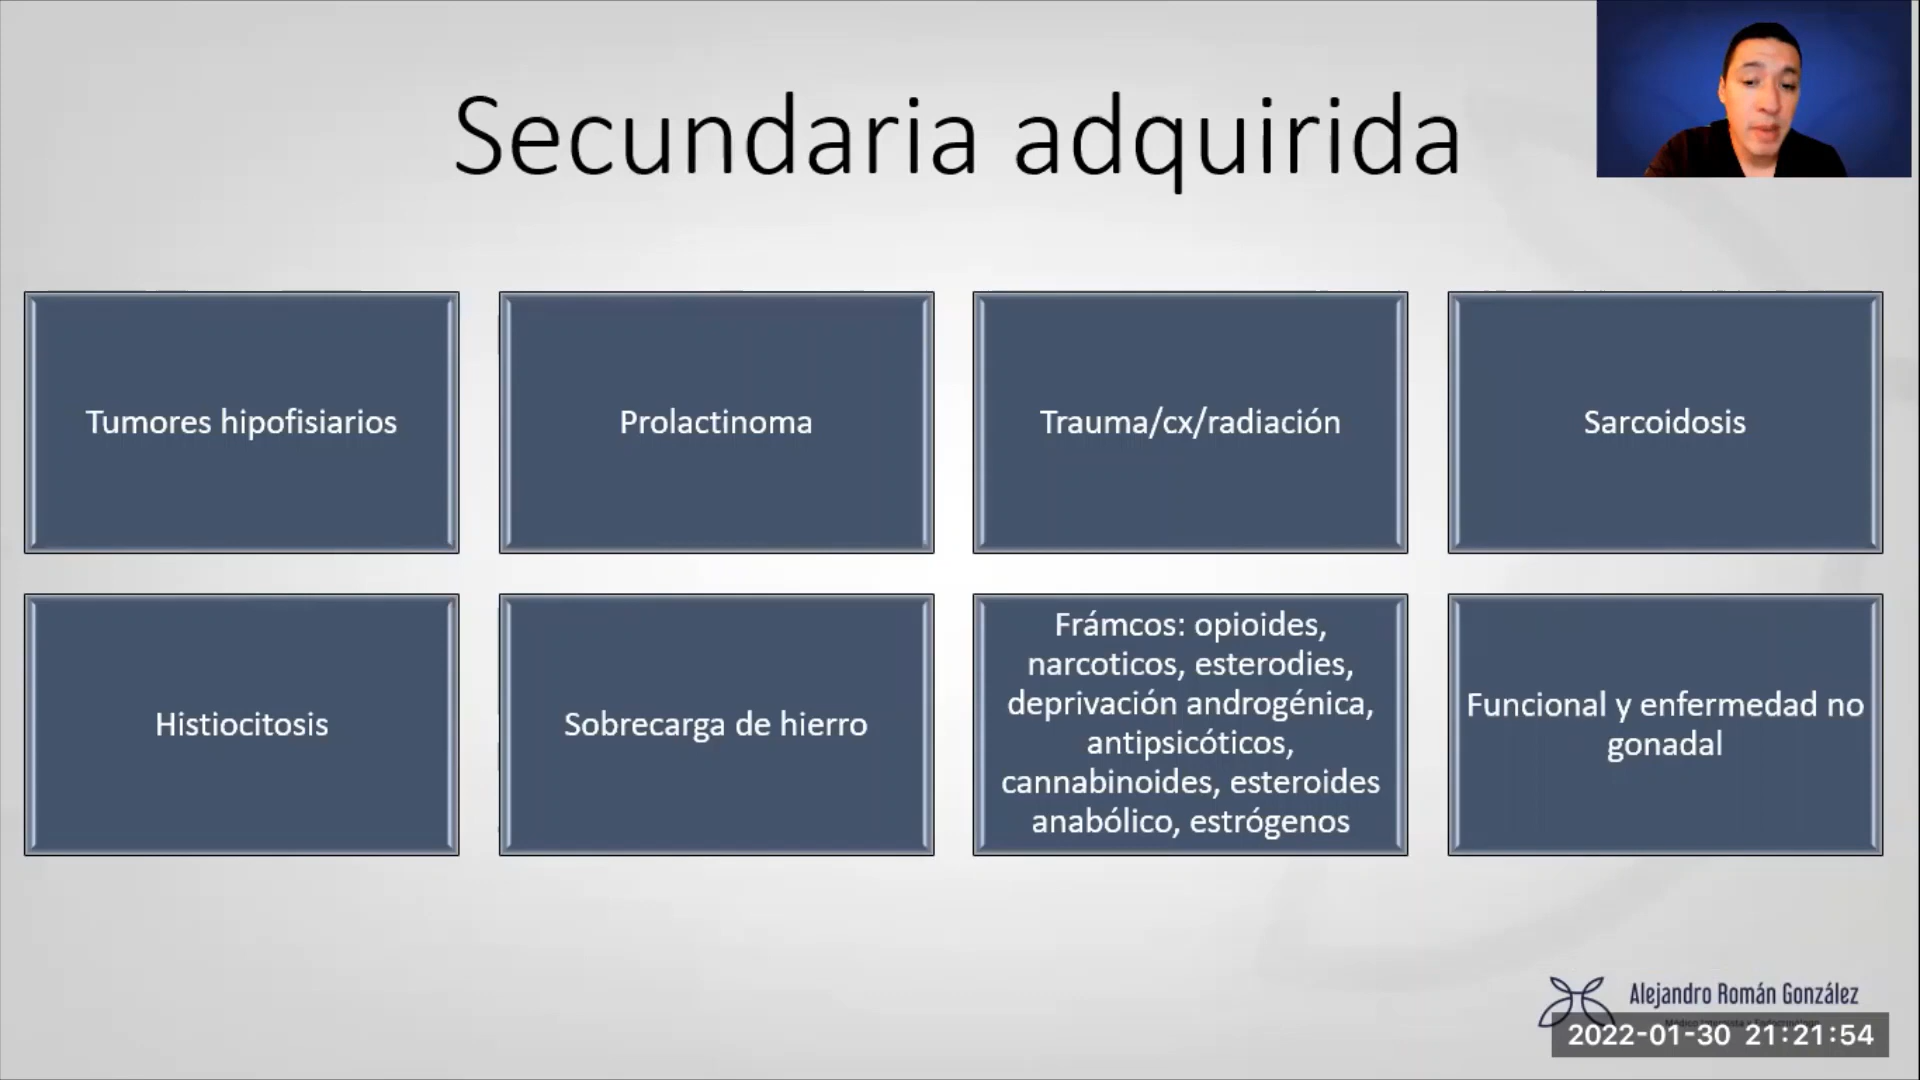 Secundaria adquirida
Tumores hipofisiarios
Prolactinoma
Trauma/cx/radiación
Sarcoidosis
Histiocitosis
Sobrecarga de hierro
Frámcos: opioides,
narcoticos, esterodies,
deprivación androgénica,
antipsicóticos,
cannabinoides, esteroides
anabólico, estrógenos
Funcional y enfermedad no
gonadal
Alejandro Román González
2022-01-30 21:21:54